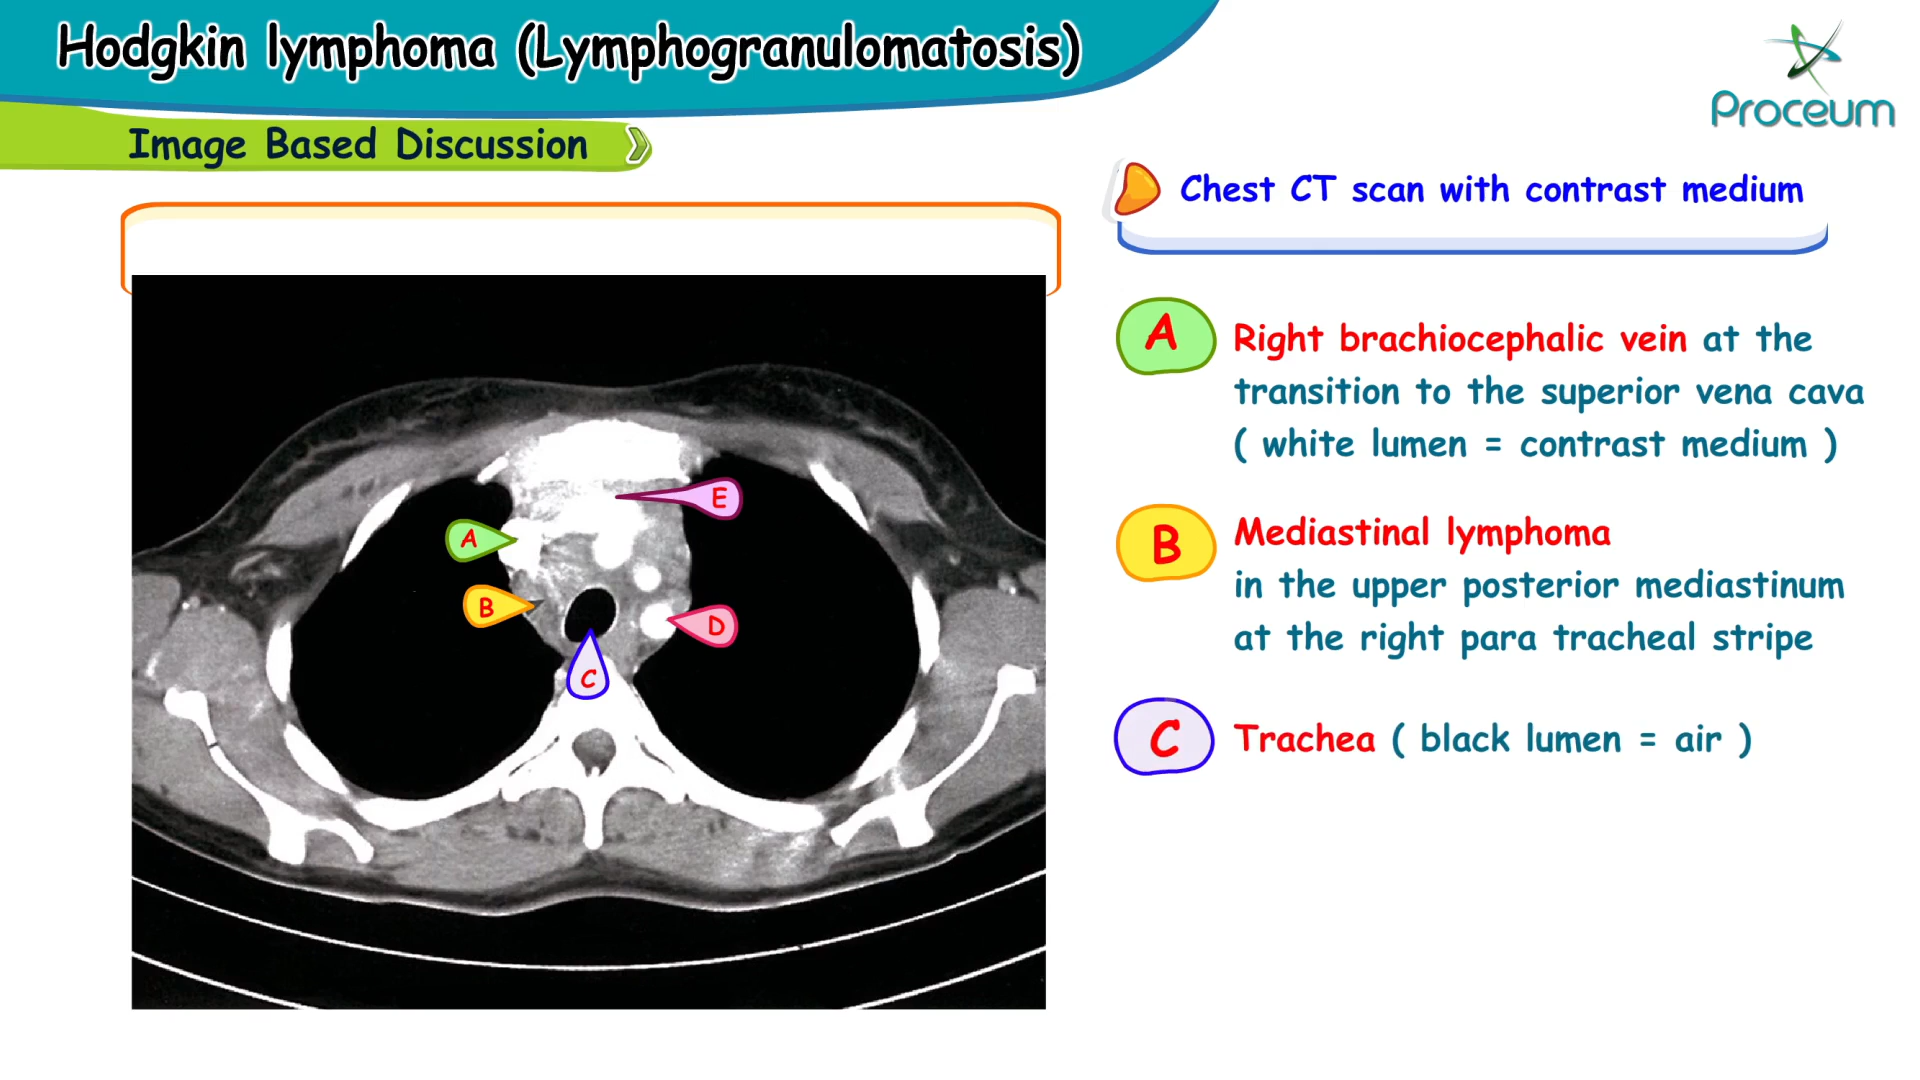 Hodgkin lymphoma (Lymphogranulomatosis)
Proceum
Image Based Discussion
Chest CT scan with contrast medium
A
Right brachiocephalic vein at the
transition to the superior vena cava
( white lumen = contrast medium )
B
Mediastinal lymphoma
in the upper posterior mediastinum
at the right para tracheal stripe
C
Trachea ( black lumen = air )
E
A
B
D
C